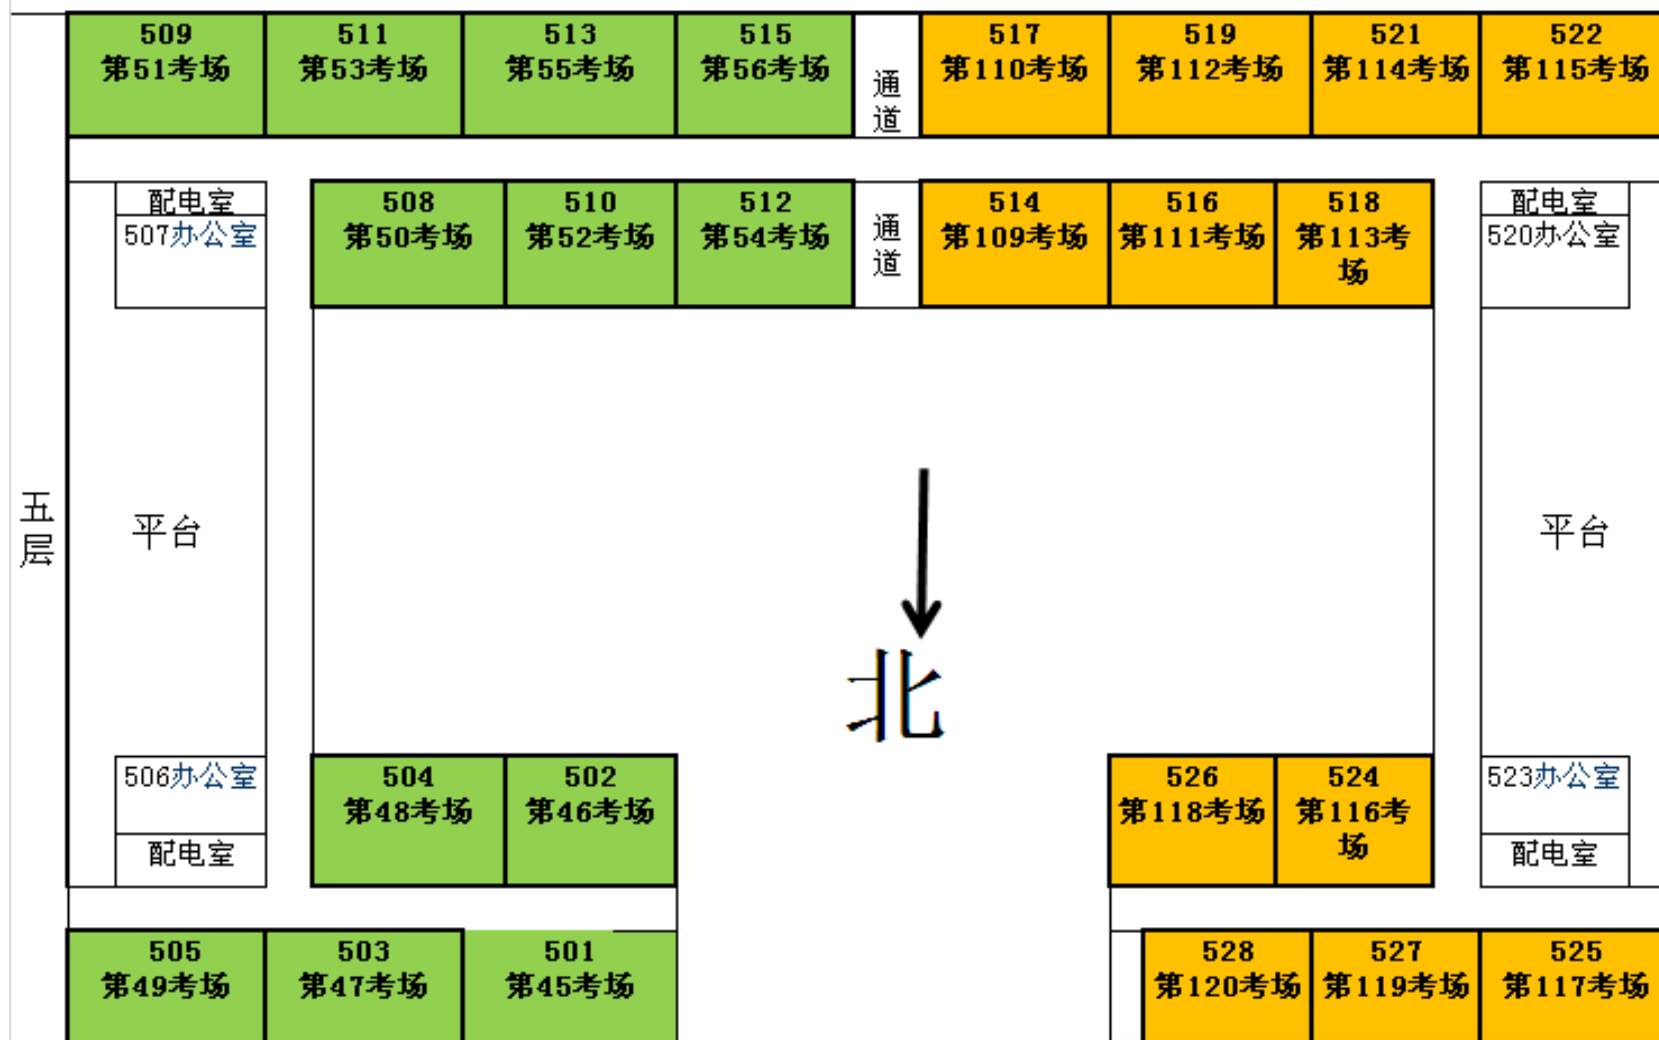 509
第51考场
511
第53考场
513
第55考场
515
第56考场
通
道
517
第110考场
519
第112考场
521
第114考场
522
第115考场
配电室
507办公室
508
第50考场
510
第52考场
512
第54考场
通
道
514
第109考场
516
第111考场
518
第113考
场
配电室
520办公室
五
层
平台
北
平台
506办公室
配电室
504
第48考场
502
第46考场
526
第118考场
524
第116考
场
523办公室
配电室
505
第49考场
503
第47考场
501
第45考场
528
第120考场
527
第119考场
525
第117考场